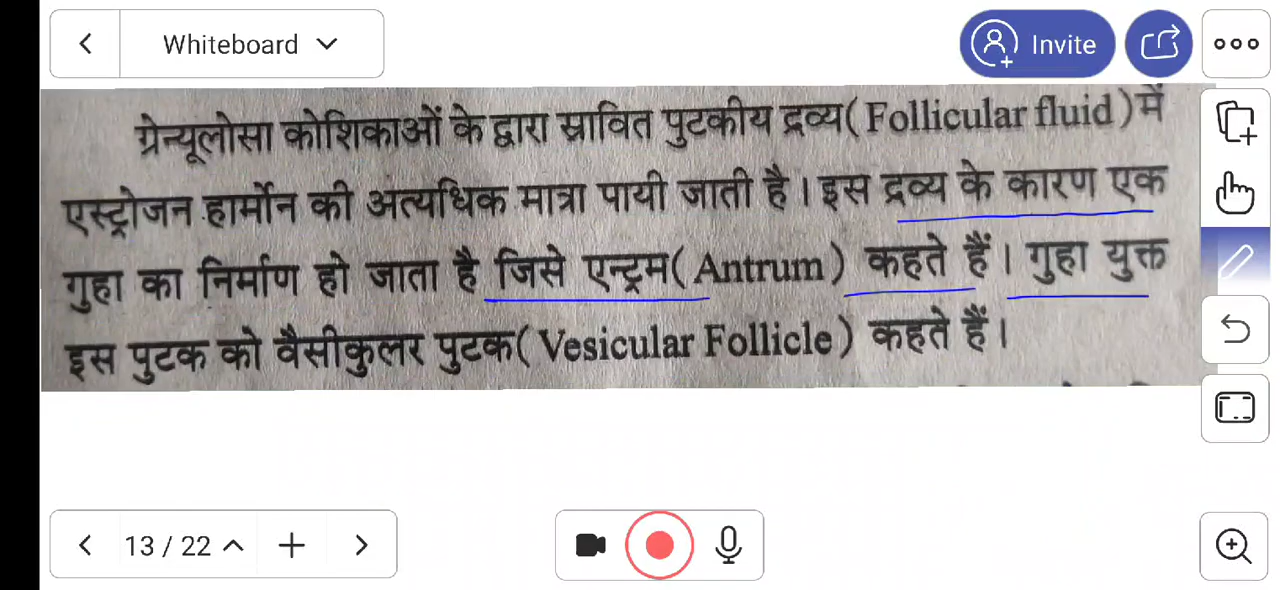 Whiteboard
Invite
ग्रेन्यूलोसा कोशिकाओं के द्वारा स्रावित पुटकीय द्रव्य(Follicular fluid)में
एस्ट्रोजन हार्मोन की अत्यधिक मात्रा पायी जाती है। इस द्रव्य के कारण एक
गुहा का निर्माण हो जाता है जिसे एन्ट्रम(Antrum) कहते हैं। गुहा युक्त
इस पुटक को वैसीकुलर पुटक(Vesicular Follicle) कहते हैं।
13 / 22